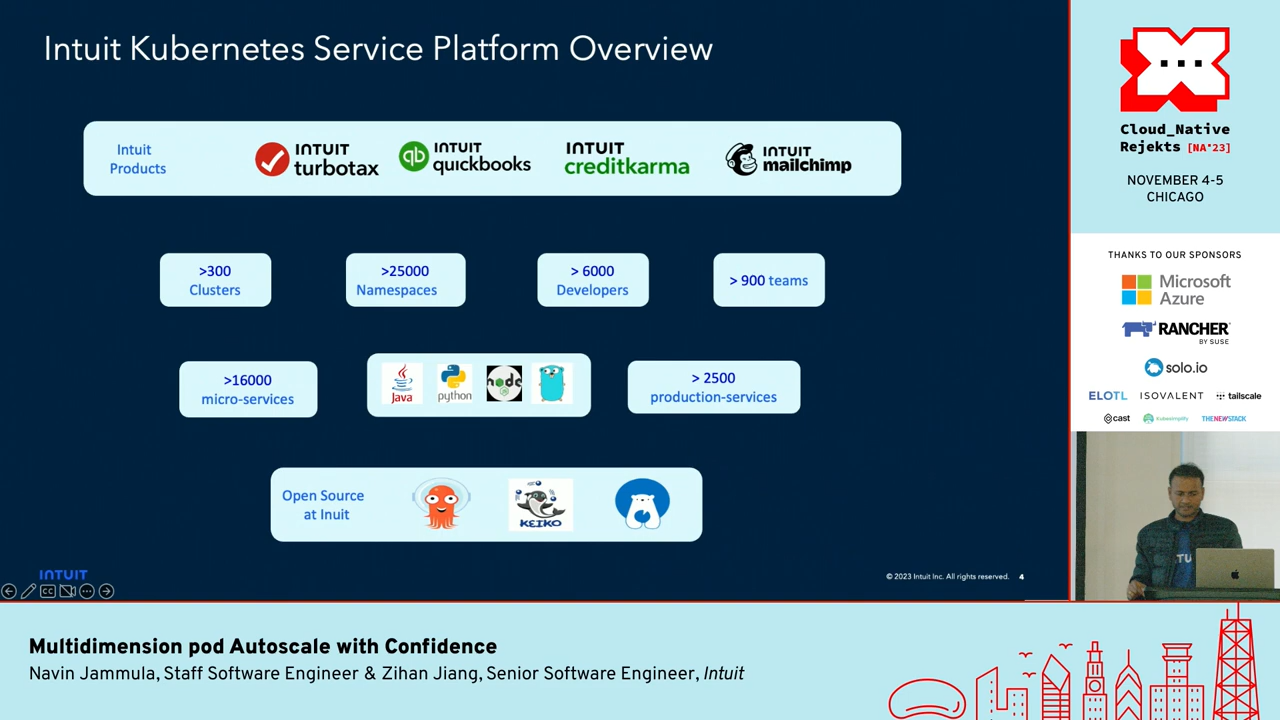 Intuit Kubernetes Service Platform Overview
Intuit
Products
INTUIT
turbotax
qb
INTUIT
quickbooks
INTUIT
creditkarma
INTUIT
mailchimp
>300
Clusters
>25000
Namespaces
> 6000
Developers
> 900 teams
>16000
micro-services
Java
python
node
> 2500
production-services
Open Source
at Inuit
KEIKO
INTUIT
CC
© 2023 Intuit Inc. All rights reserved. 4
Cloud_Native
Rejekts [NA'23]
NOVEMBER 4-5
CHICAGO
THANKS TO OUR SPONSORS
Microsoft
Azure
RANCHER
BY SUSE
solo.io
ELOTL
ISOVALENT
tailscale
cast
Kubesimplify
THENEWSTACK
Multidimension pod Autoscale with Confidence
Navin Jammula, Staff Software Engineer & Zihan Jiang, Senior Software Engineer, Intuit